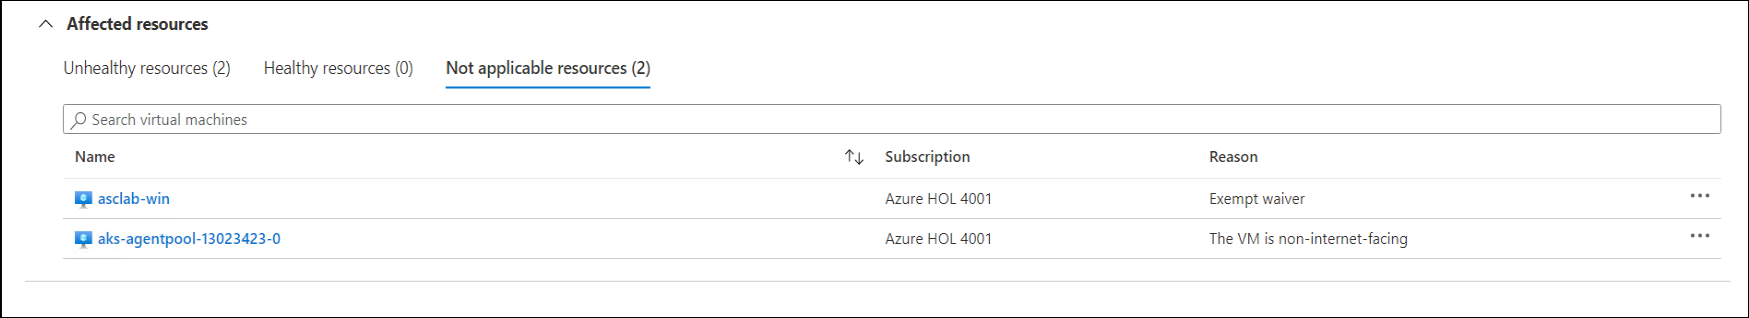 Affected resources
Unhealthy resources (2) Healthy resources (0) Not applicable resources (2)
Search virtual machines
Name Subscription Reason
asclab-win Azure HOL 4001 Exempt waiver
aks-agentpool-13023423-0 Azure HOL 4001 The VM is non-internet-facing